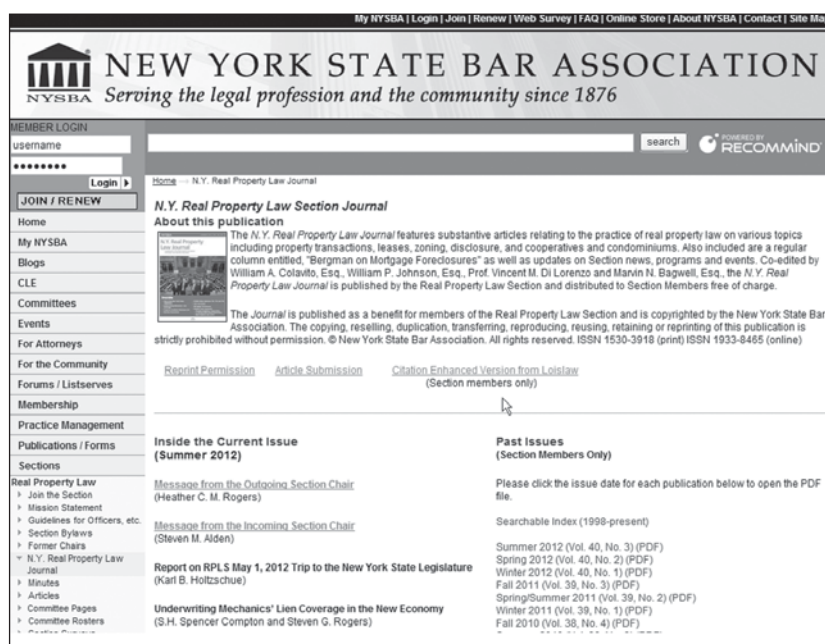 My NYSBA | Login | Join | Renew | Web Survey | FAQ | Online Store | About NYSBA | Contact | Site Ma
NEW YORK STATE BAR ASSOCIATION
NYSBA Serving the legal profession and the community since 1876
MEMBER LOGIN
username
Login
JOIN / RENEW
Home
My NYSBA
Blogs
CLE
Committees
Events
For Attorneys
For the Community
Forums / Listserves
Membership
Practice Management
Publications / Forms
Sections
Real Property Law
Join the Section
Mission Statement
Guidelines for Officers, etc.
Section Bylaws
Former Chairs
N.Y. Real Property Law
Journal
Minutes
Articles
Committee Pages
Committee Rosters
search
POWERED BY
RECOMMIND
Home N.Y. Real Property Law Journal
N.Y. Real Property Law Section Journal
About this publication
N.Y. Real Property
Law Journal
The N.Y. Real Property Law Journal features substantive articles relating to the practice of real property law on various topics
including property transactions, leases, zoning, disclosure, and cooperatives and condominiums. Also included are a regular
column entitled, "Bergman on Mortgage Foreclosures" as well as updates on Section news, programs and events. Co-edited by
William A. Colavito, Esq., William P. Johnson, Esq., Prof. Vincent M. Di Lorenzo and Marvin N. Bagwell, Esq., the N.Y. Real
Property Law Journal is published by the Real Property Law Section and distributed to Section Members free of charge.
The Journal is published as a benefit for members of the Real Property Law Section and is copyrighted by the New York State Bar
Association. The copying, reselling, duplication, transferring, reproducing, reusing, retaining or reprinting of this publication is
strictly prohibited without permission. © New York State Bar Association. All rights reserved. ISSN 1530-3918 (print) ISSN 1933-8465 (online)
Reprint Permission Article Submission Citation Enhanced Version from Loislaw
(Section members only)
Inside the Current Issue
(Summer 2012)
Message from the Outgoing Section Chair
(Heather C. M. Rogers)
Message from the Incoming Section Chair
(Steven M. Alden)
Report on RPLS May 1, 2012 Trip to the New York State Legislature
(Karl B. Holtzschue)
Underwriting Mechanics' Lien Coverage in the New Economy
(S.H. Spencer Compton and Steven G. Rogers)
Past Issues
(Section Members Only)
Please click the issue date for each publication below to open the PDF
file.
Searchable Index (1998-present)
Summer 2012 (Vol. 40, No. 3) (PDF)
Spring 2012 (Vol. 40, No. 2) (PDF)
Winter 2012 (Vol. 40, No. 1) (PDF)
Fall 2011 (Vol. 39, No. 3) (PDF)
Spring/Summer 2011 (Vol. 39, No. 2) (PDF)
Winter 2011 (Vol. 39, No. 1) (PDF)
Fall 2010 (Vol. 38, No. 4) (PDF)